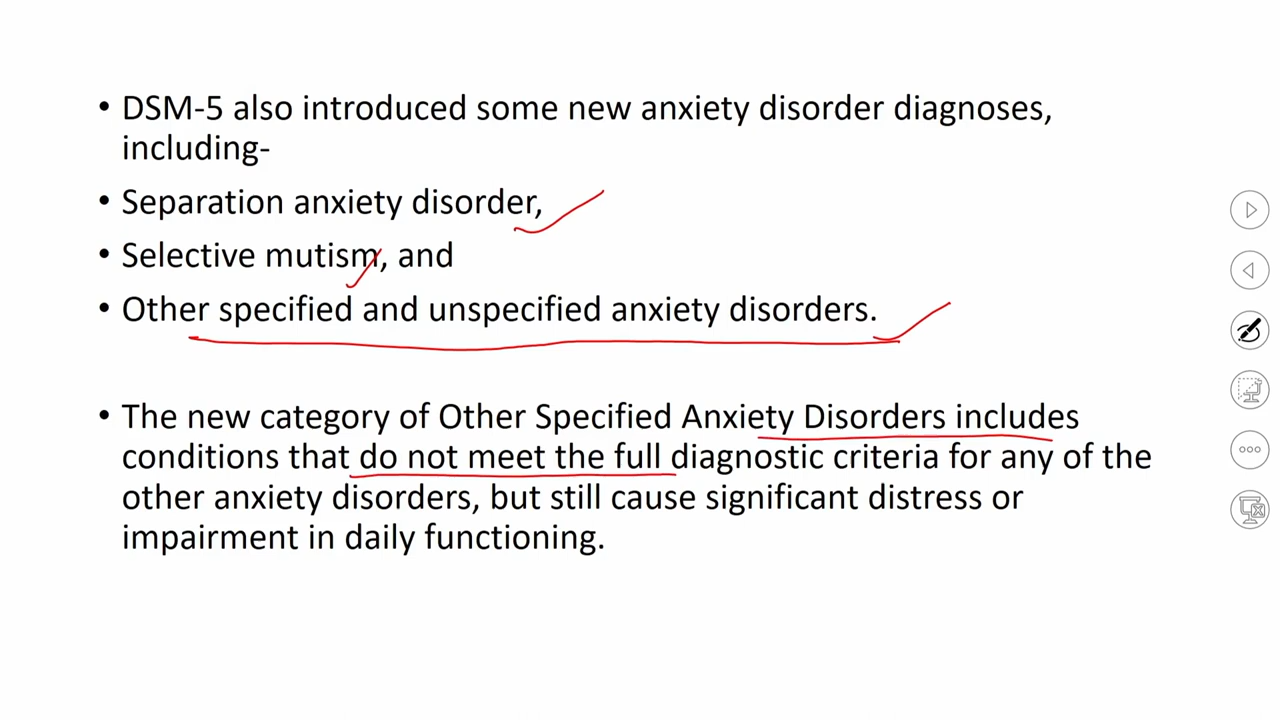 • DSM-5 also introduced some new anxiety disorder diagnoses,
including-
• Separation anxiety disorder,
• Selective mutism, and
• Other specified and unspecified anxiety disorders.
• The new category of Other Specified Anxiety Disorders includes
conditions that do not meet the full diagnostic criteria for any of the
other anxiety disorders, but still cause significant distress or
impairment in daily functioning.